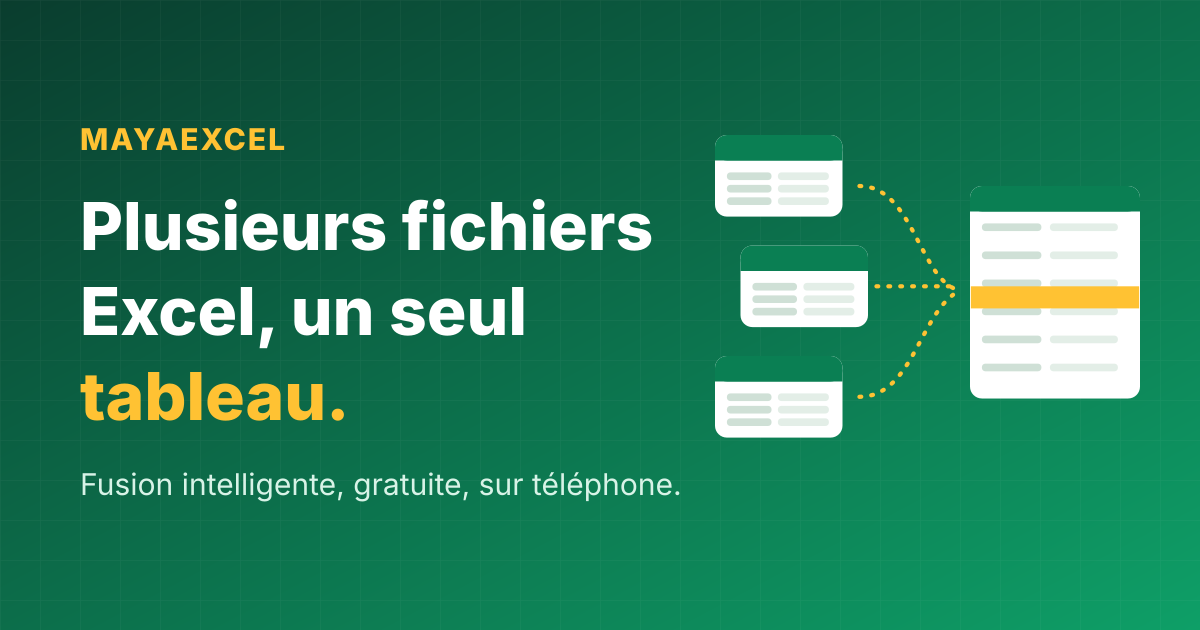 MAYAEXCEL
Plusieurs fichiers
Excel, un seul
tableau.
Fusion intelligente, gratuite, sur téléphone.